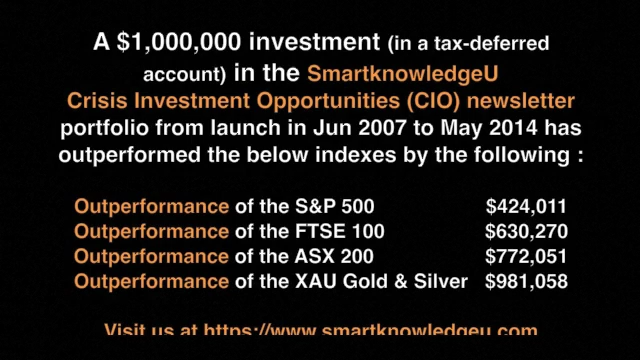 A $1,000,000 investment (in a tax-deferred
account) in the SmartknowledgeU
Crisis Investment Opportunities (CIO) newsletter
portfolio from launch in Jun 2007 to May 2014 has
outperformed the below indexes by the following :
Outperformance of the S&P 500 $424,011
Outperformance of the FTSE 100 $630,270
Outperformance of the ASX 200 $772,051
Outperformance of the XAU Gold & Silver $981,058
Visit us at https://www.smartknowledgeu.com